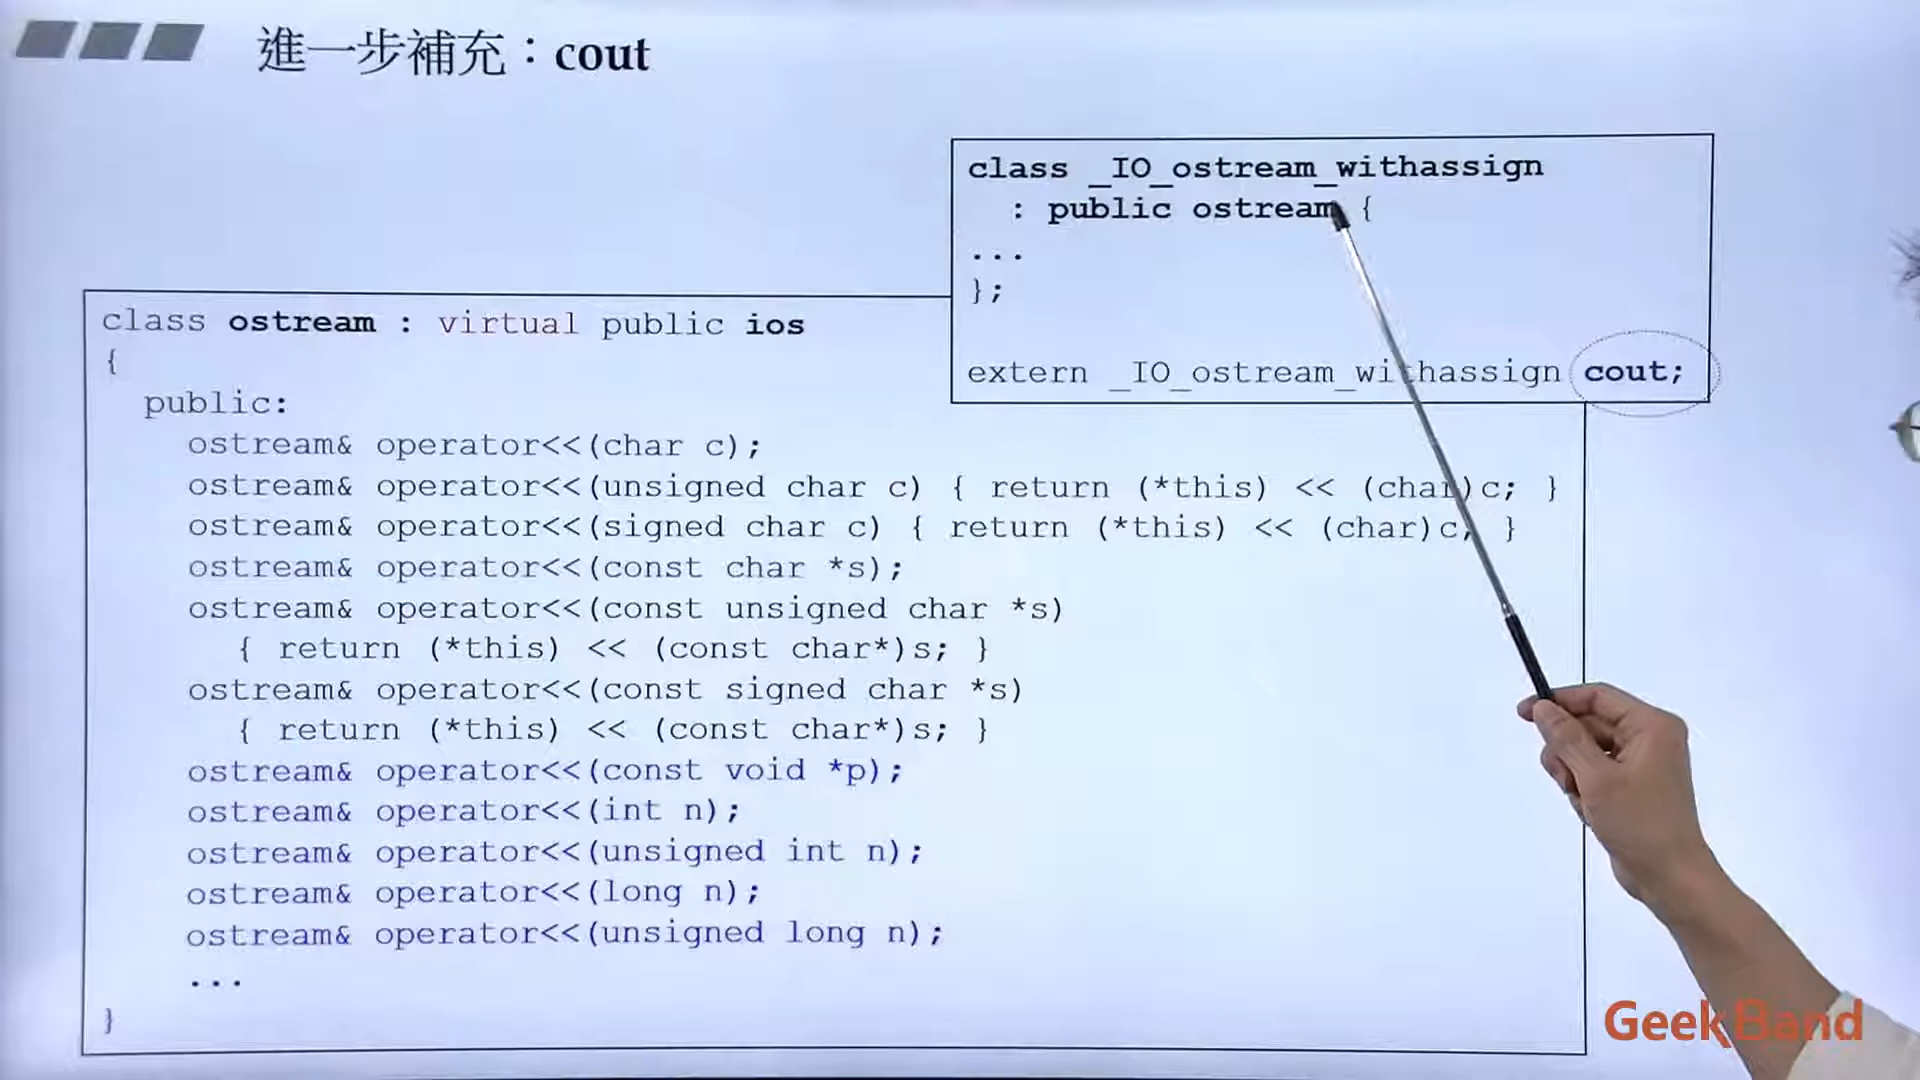 進一步補充：cout
class _IO_ostream_withassign
: public ostream {
...
};
extern _IO_ostream_withassign cout;
class ostream : virtual public ios
{
public:
ostream& operator<<(char c);
ostream& operator<<(unsigned char c) { return (*this) << (char)c; }
ostream& operator<<(signed char c) { return (*this) << (char)c; }
ostream& operator<<(const char *s);
ostream& operator<<(const unsigned char *s)
{ return (*this) << (const char*)s; }
ostream& operator<<(const signed char *s)
{ return (*this) << (const char*)s; }
ostream& operator<<(const void *p);
ostream& operator<<(int n);
ostream& operator<<(unsigned int n);
ostream& operator<<(long n);
ostream& operator<<(unsigned long n);
...
}
GeekBand